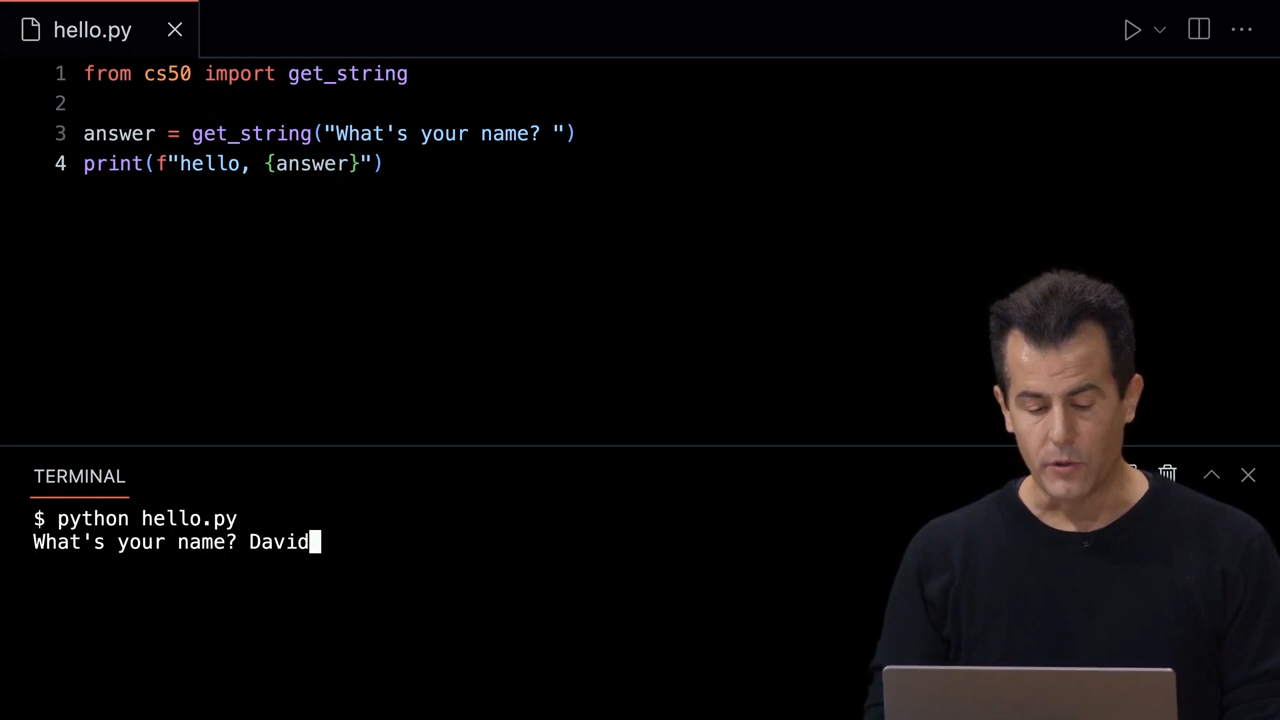 hello.py
1 from cs50 import get_string
2
3 answer = get_string("What's your name? ")
4 print(f"hello, {answer}")
TERMINAL
$ python hello.py
What's your name? David